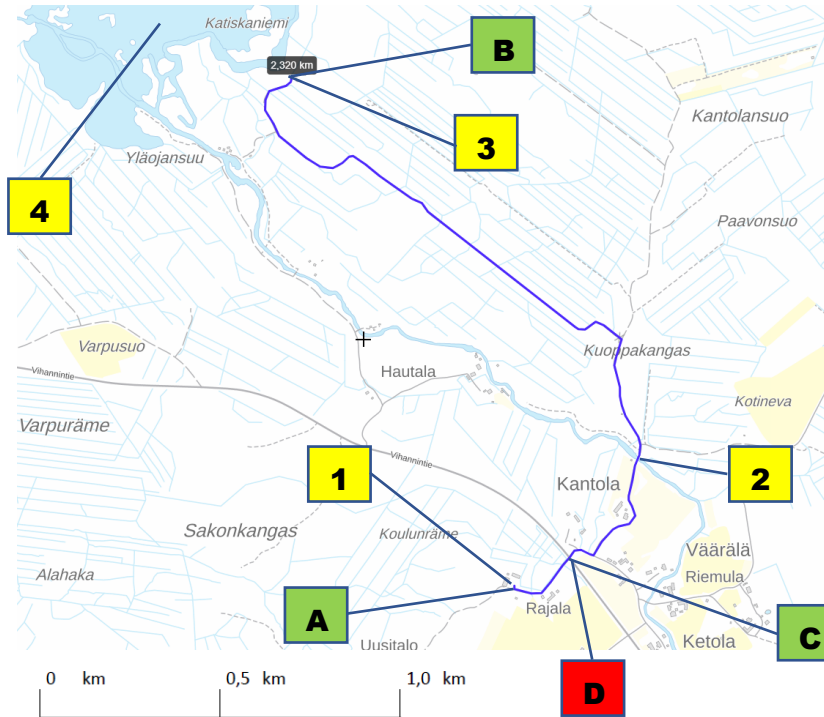 Katiskaniemi
B
2,320 km
Kantolansuo
3
Yläojansuu
4
Paavonsuo
Varpusuo
Kuoppakangas
Vihannintie
Hautala
Kotineva
Varpuräme
Vihannintie
1
2
Kantola
Sakonkangas
Koulunräme
Väärälä
Alahaka
Riemula
A
Rajala
C
Uusitalo
Ketola
0 km 0,5 km 1,0 km
D